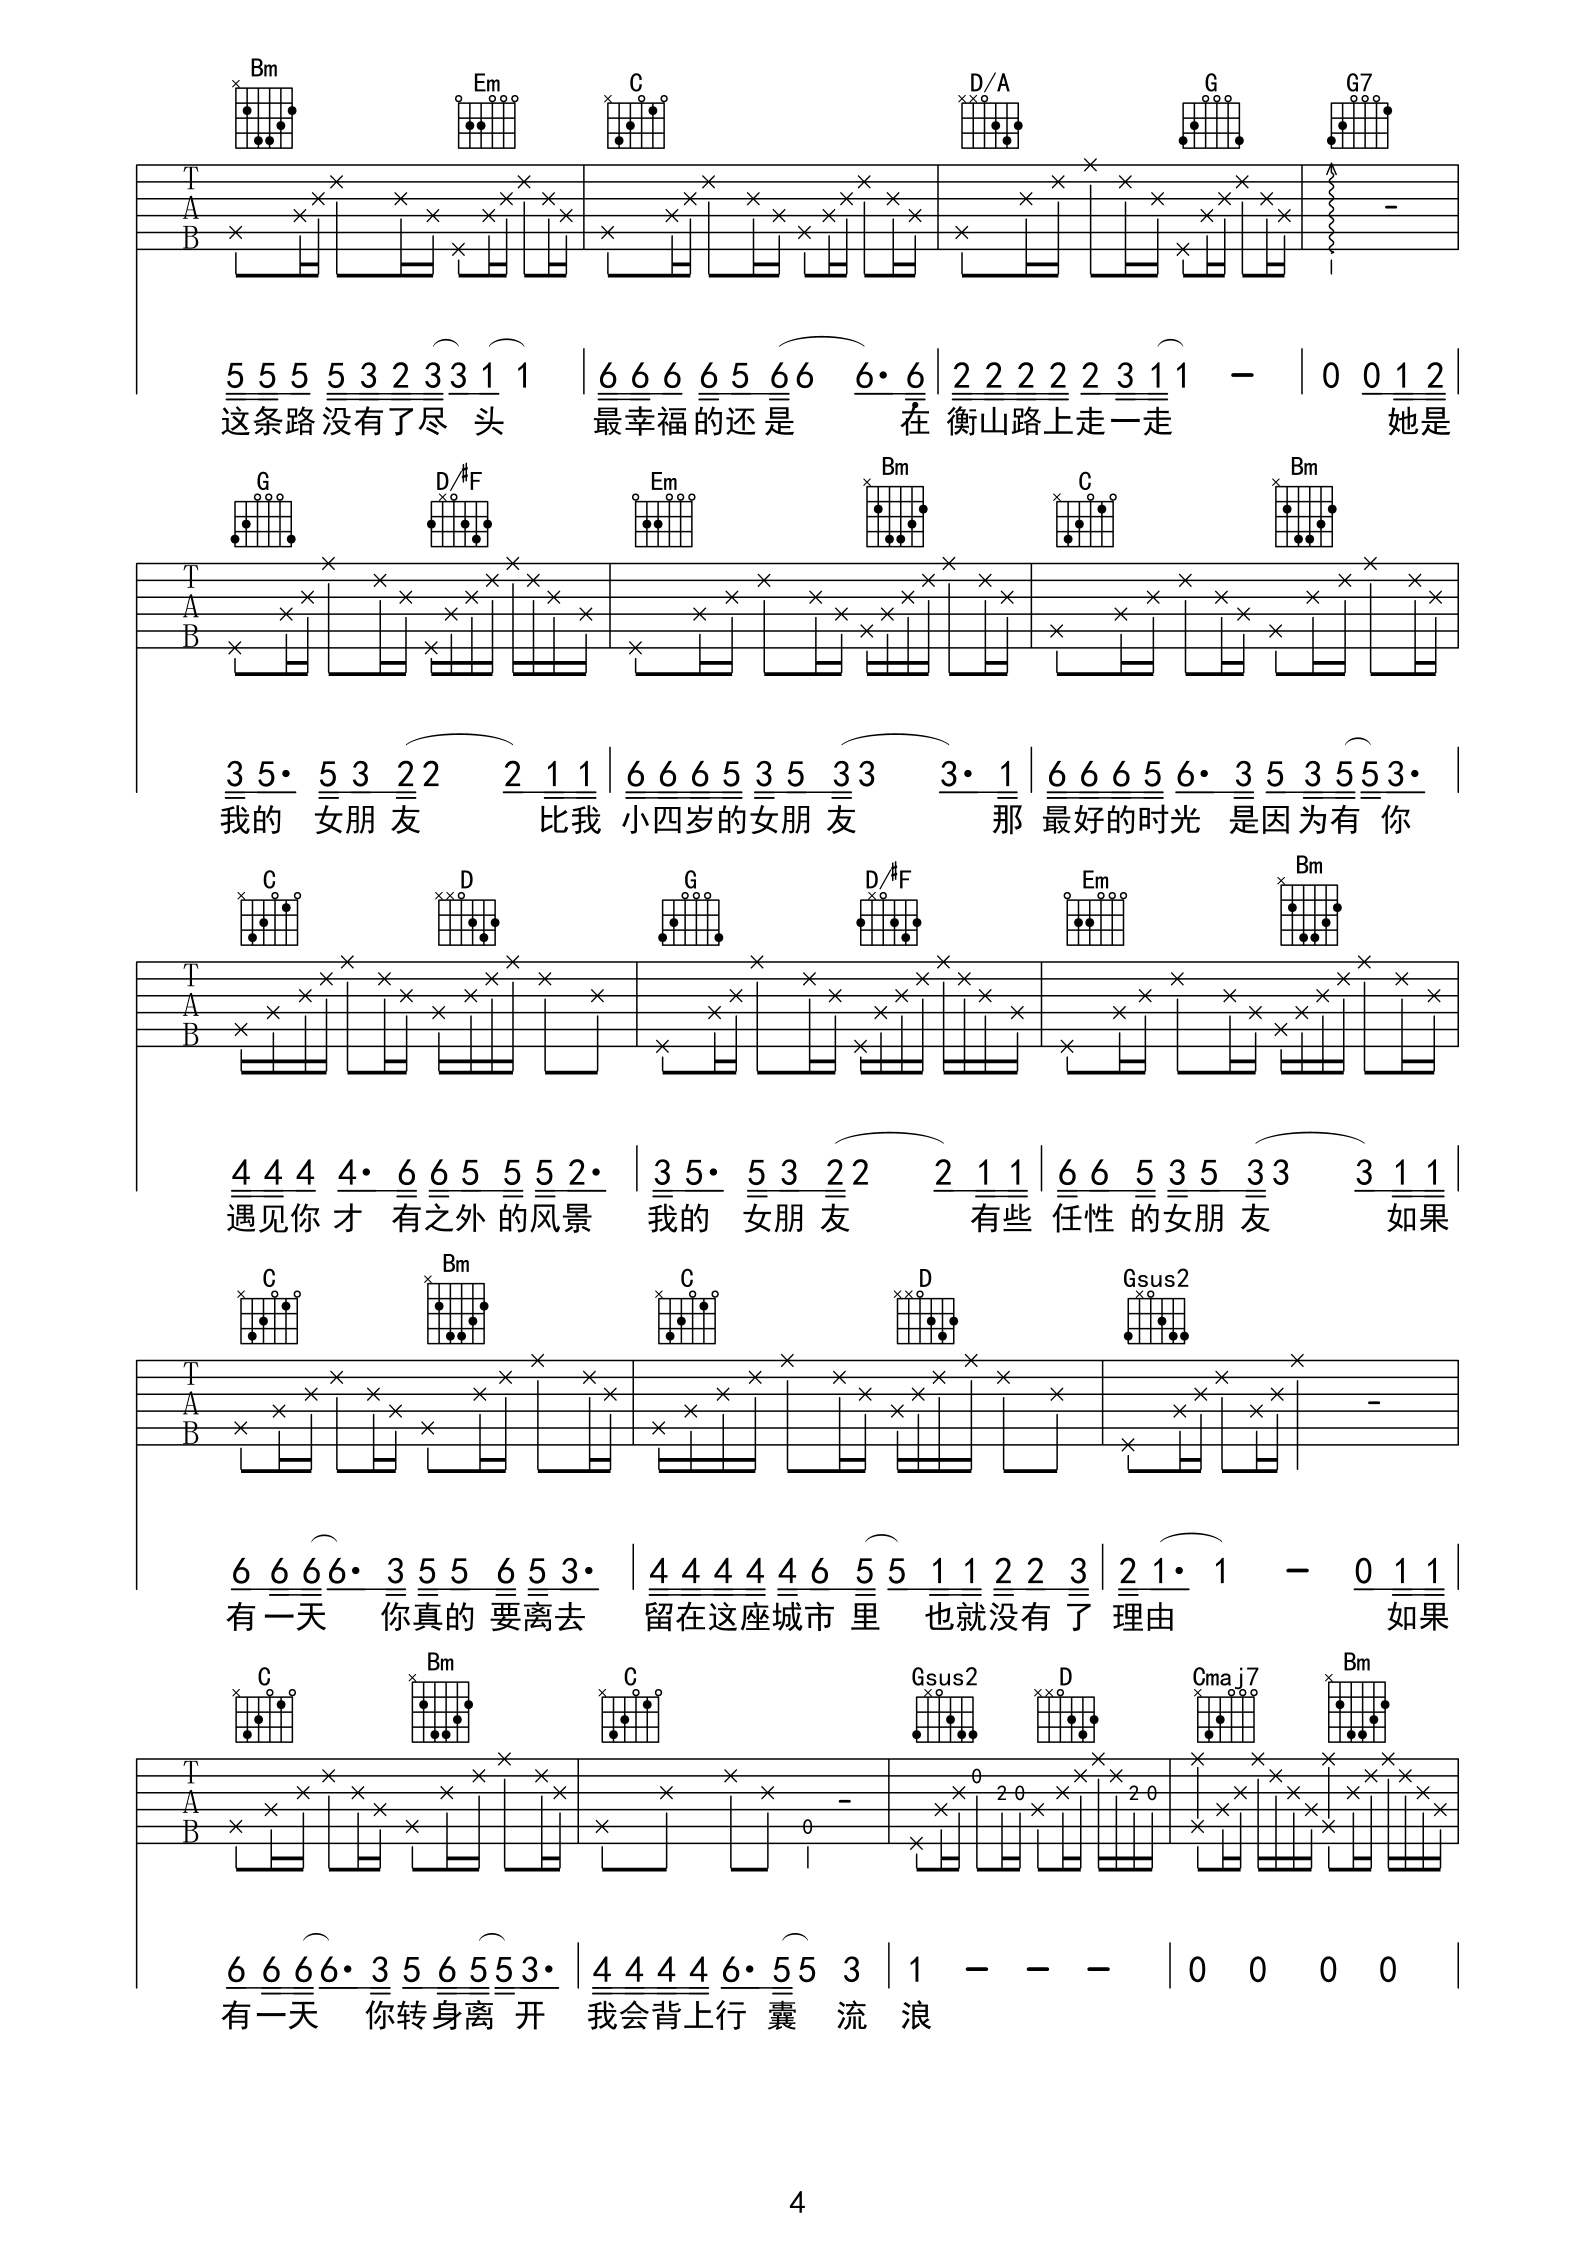 Bm Em C D/A G G7
T
A
B
5 5 5 5 3 2 3 3 1 1 6 6 6 6 5 6 6 6· 6 2 2 2 2 2 3 1 1 － 0 0 1 2
这条路没有了尽 头 最幸福的还是 在 衡山路上走一走 她是
G D/#F Em Bm C Bm
T
A
B
3 5· 5 3 2 2 2 1 1 6 6 6 5 3 5 3 3 3· 1 6 6 6 5 6· 3 5 3 5 5 3·
我的 女朋友 比我 小四岁的女朋友 那 最好的时光 是因为有 你
C D G D/#F Em Bm
T
A
B
4 4 4 4· 6 6 5 5 5 2· 3 5· 5 3 2 2 2 1 1 6 6 5 3 5 3 3 3 1 1
遇见你 才 有之外 的风景 我的 女朋友 有些 任性 的女朋友 如果
C Bm C D Gsus2
T
A
B
6 6 6 6· 3 5 5 6 5 3· 4 4 4 4 4 6 5 5 1 1 2 2 3 2 1· 1 － 0 1 1
有一天 你真的 要离去 留在这座城市 里 也就没有了 理由 如果
C Bm C Gsus2 D Cmaj7 Bm
T 0
A 2 0 2 0
B 0
6 6 6 6· 3 5 6 5 5 3· 4 4 4 4 6· 5 5 3 1 － － － 0 0 0 0
有一天 你转身离 开 我会背上行 囊 流 浪
4